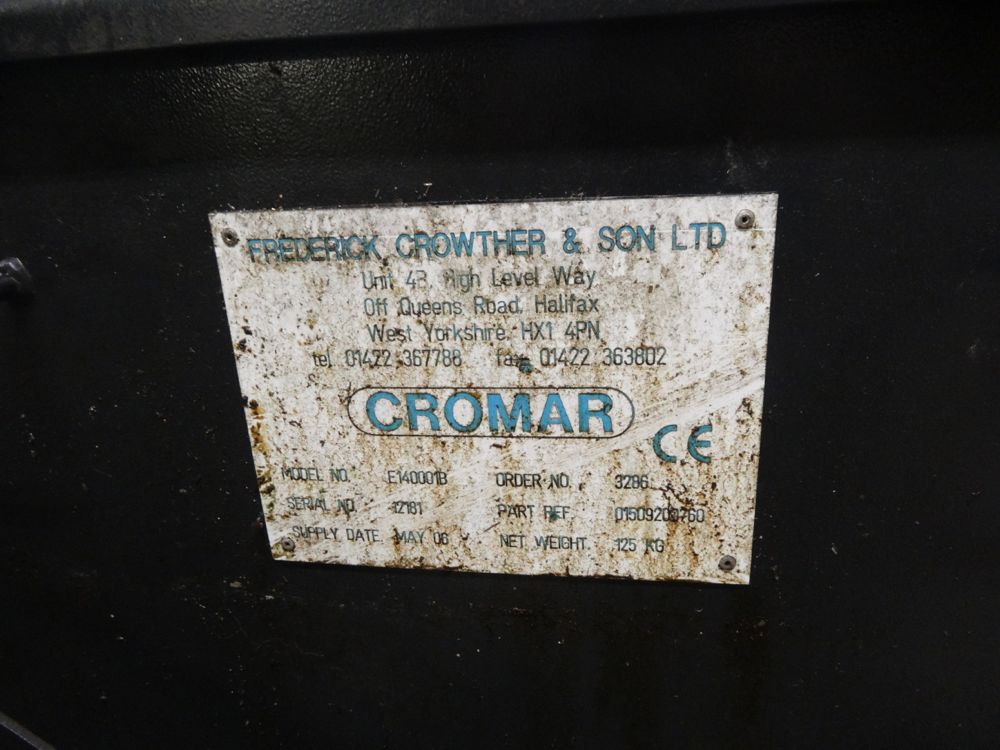 FREDERICK CROWTHER & SON LTD
Unit 4B, High Level Way
Off Queens Road, Halifax
West Yorkshire, HX1 4PN
tel. 01422 367788 fax. 01422 363802
CROMAR
CE
MODEL NO. E140001B ORDER NO. 3286
SERIAL NO. 12181 PART REF. 01509200760
SUPPLY DATE. MAY 06 NET WEIGHT. 125 KG